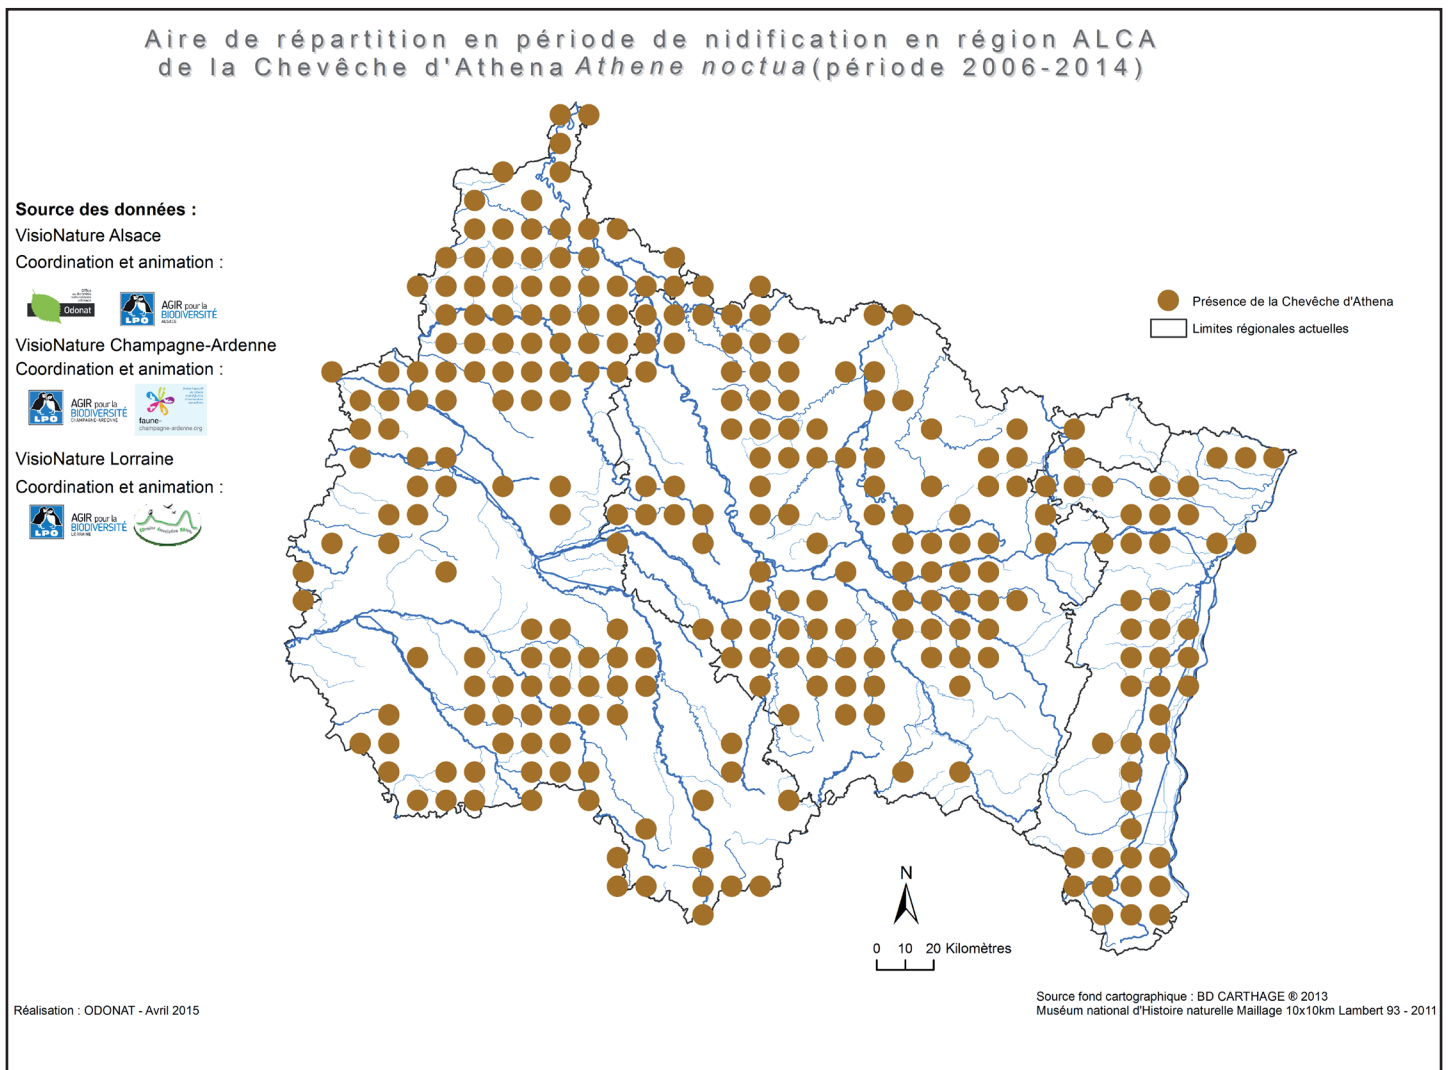 Aire de répartition en période de nidification en région ALCA
de la Chevêche d'Athena Athene noctua (période 2006-2014)
Source des données :
VisioNature Alsace
Coordination et animation :
Odonat
LPO
AGIR pour la
BIODIVERSITÉ
ALSACE
VisioNature Champagne-Ardenne
Coordination et animation :
LPO
AGIR pour la
BIODIVERSITÉ
CHAMPAGNE-ARDENNE
faune-
champagne-ardenne.org
VisioNature Lorraine
Coordination et animation :
LPO
AGIR pour la
BIODIVERSITÉ
LORRAINE
Présence de la Chevêche d'Athena
Limites régionales actuelles
N
0 10 20 Kilomètres
Réalisation : ODONAT - Avril 2015
Source fond cartographique : BD CARTHAGE ® 2013
Muséum national d'Histoire naturelle Maillage 10x10km Lambert 93 - 2011